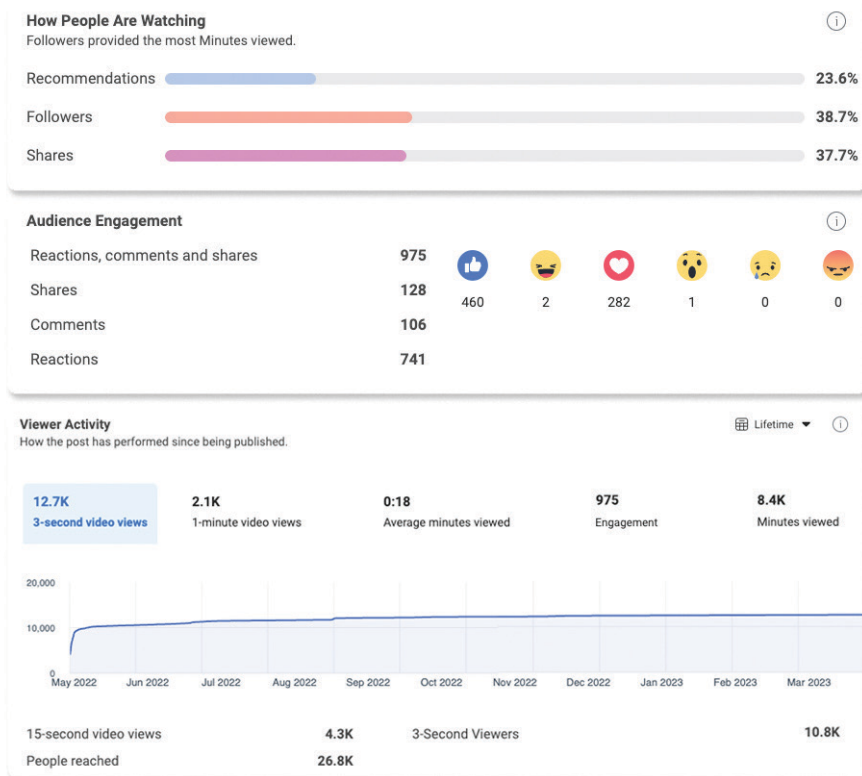 How People Are Watching
Followers provided the most Minutes viewed.
Recommendations 23.6%
Followers 38.7%
Shares 37.7%
Audience Engagement
Reactions, comments and shares 975
Shares 128
Comments 106
Reactions 741
460 2 282 1 0 0
Viewer Activity
How the post has performed since being published.
Lifetime
12.7K 2.1K 0:18 975 8.4K
3-second video views 1-minute video views Average minutes viewed Engagement Minutes viewed
20,000
10,000
0
May 2022 Jun 2022 Jul 2022 Aug 2022 Sep 2022 Oct 2022 Nov 2022 Dec 2022 Jan 2023 Feb 2023 Mar 2023
15-second video views 4.3K 3-Second Viewers 10.8K
People reached 26.8K